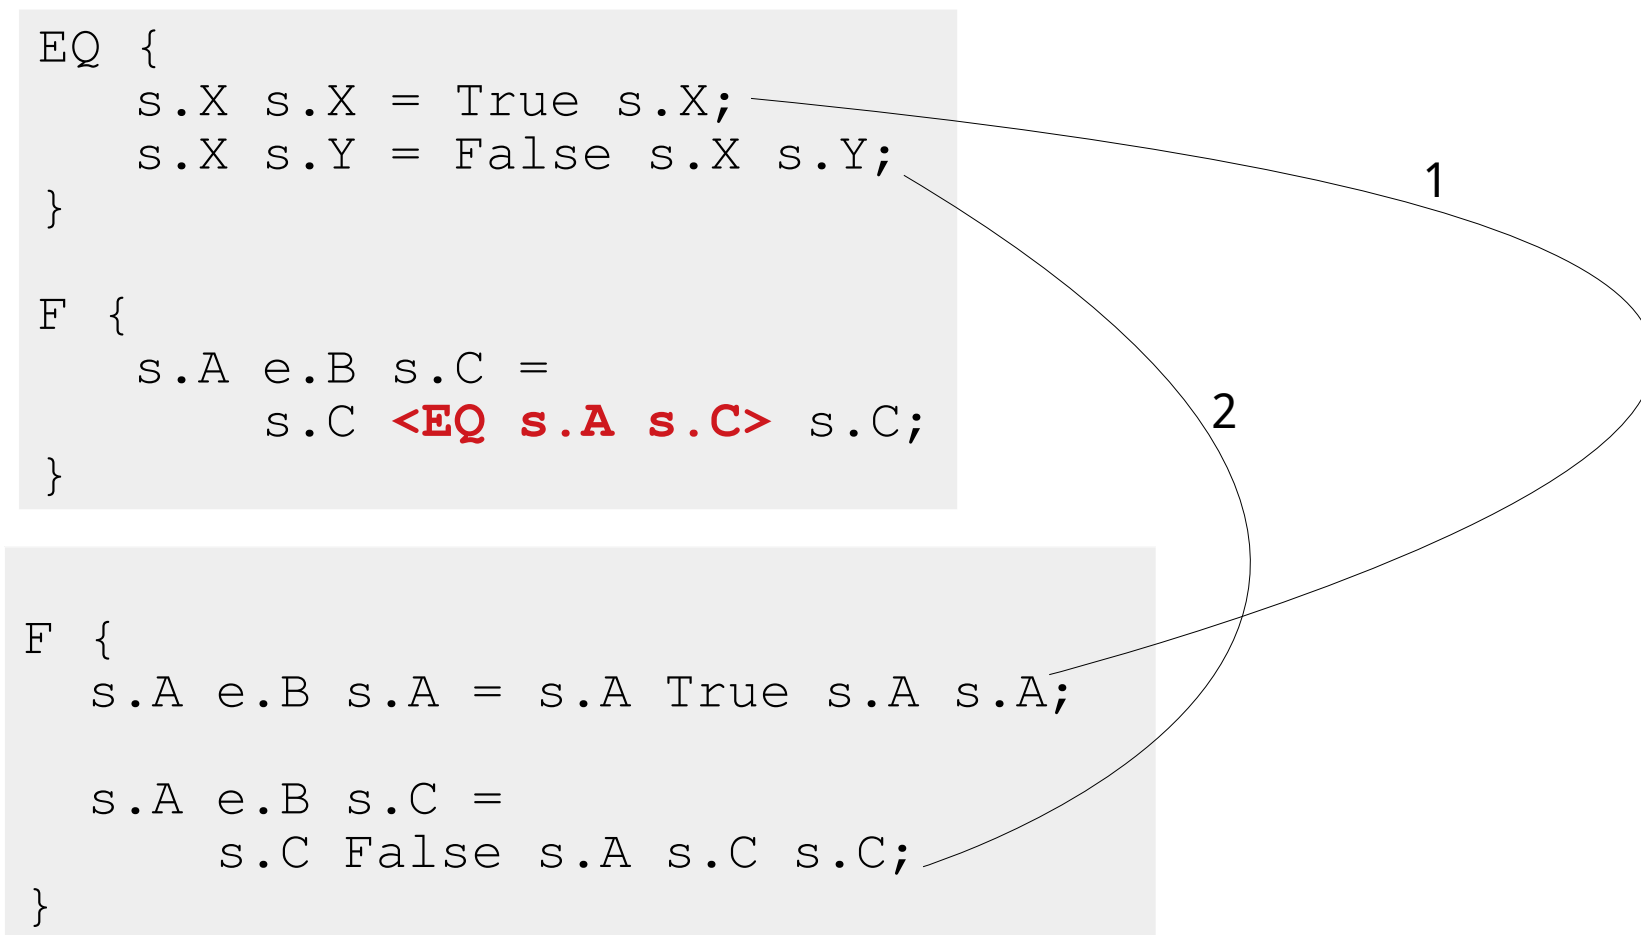 EQ {
s.X s.X = True s.X;
s.X s.Y = False s.X s.Y;
}
F {
s.A e.B s.C =
s.C <EQ s.A s.C> s.C;
}
1
2
F {
s.A e.B s.A = s.A True s.A s.A;
s.A e.B s.C =
s.C False s.A s.C s.C;
}